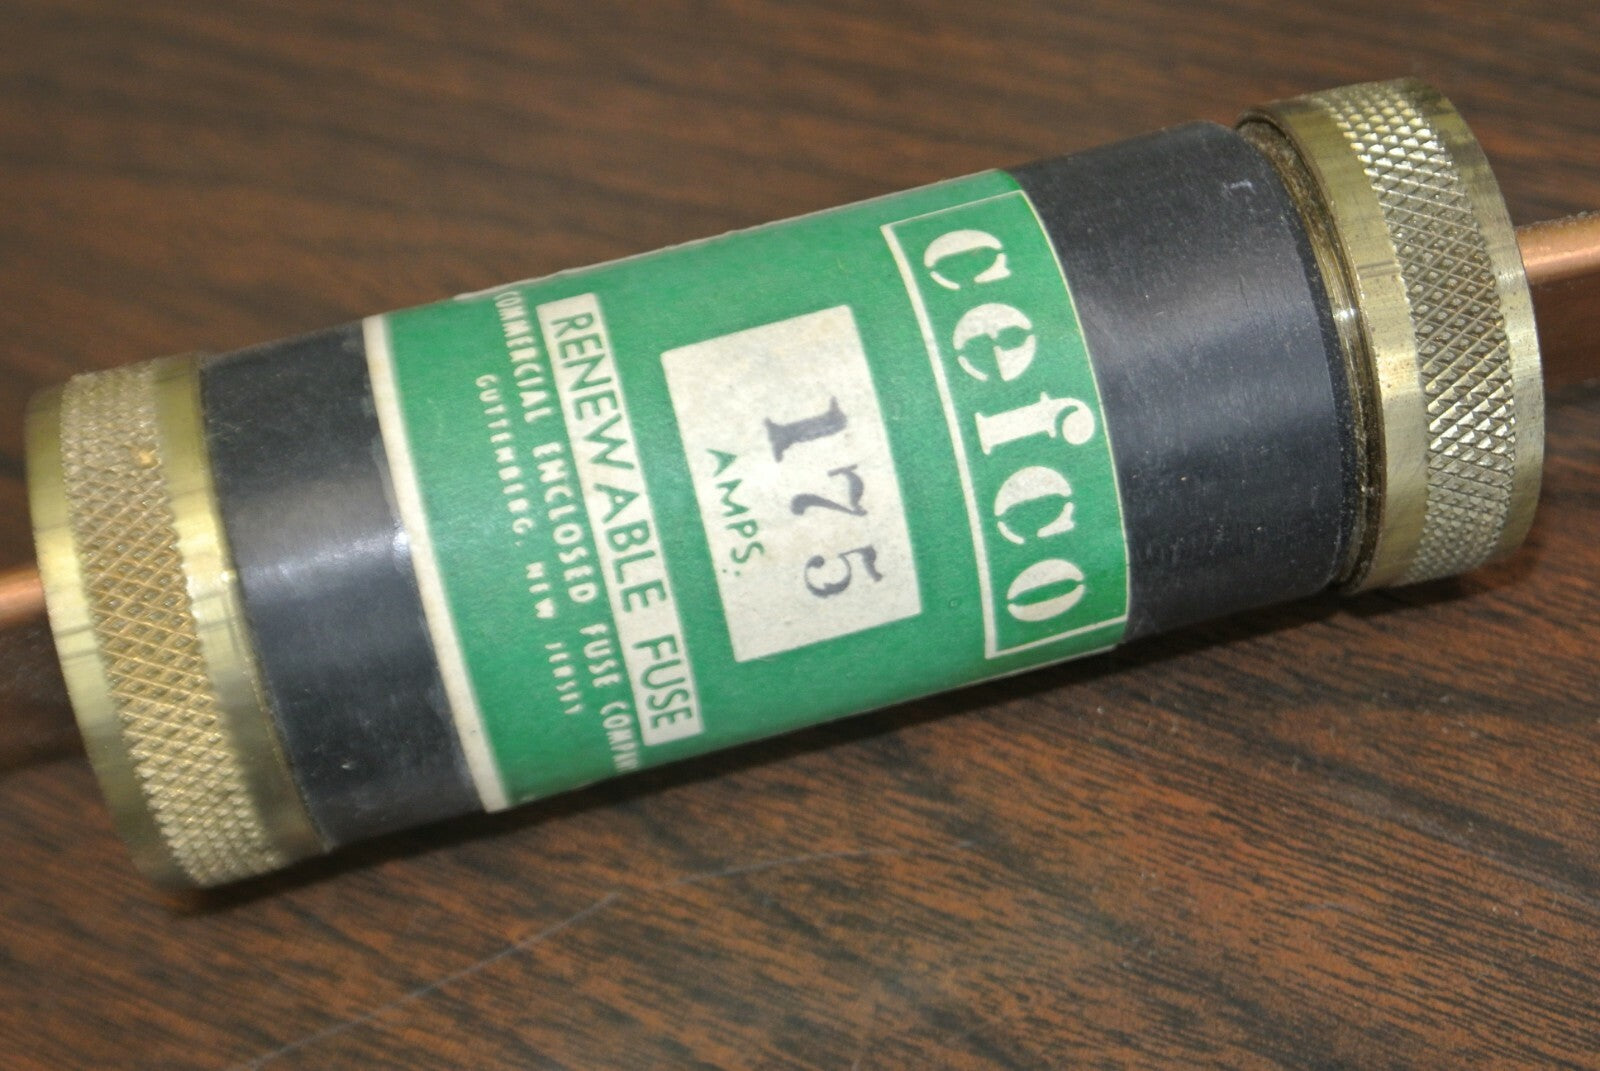 cefco
175
AMPS.
RENEWABLE FUSE
COMMERCIAL ENCLOSED FUSE COMPANY
GUTTENBERG, NEW JERSEY